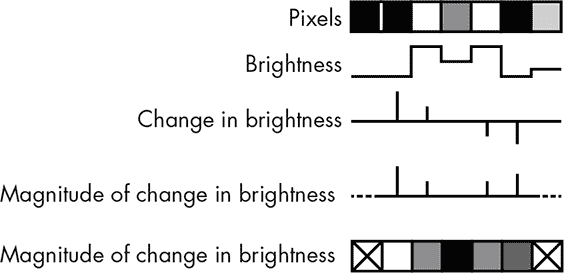 Pixels
Brightness
Change in brightness
Magnitude of change in brightness
Magnitude of change in brightness